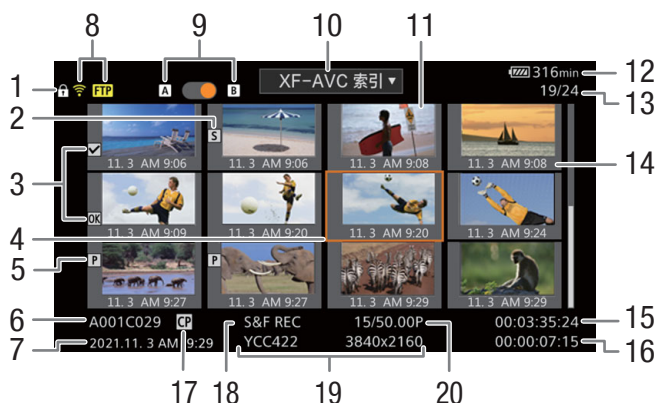 8 9 10 11
1 FTP A B XF-AVC 索引 316min 12
19/24 13
2 S
11. 3 AM 9:06 11. 3 AM 9:06 11. 3 AM 9:08 11. 3 AM 9:08 14
3
OK 11. 3 AM 9:09 11. 3 AM 9:20 11. 3 AM 9:20 11. 3 AM 9:24
4
5 P P
11. 3 AM 9:27 11. 3 AM 9:27 11. 3 AM 9:29 11. 3 AM 9:29
6 A001C029 CP S&F REC 15/50.00P 00:03:35:24 15
7 2021.11. 3 AM 9:29 YCC422 3840x2160 00:00:07:15 16
17 18 19 20